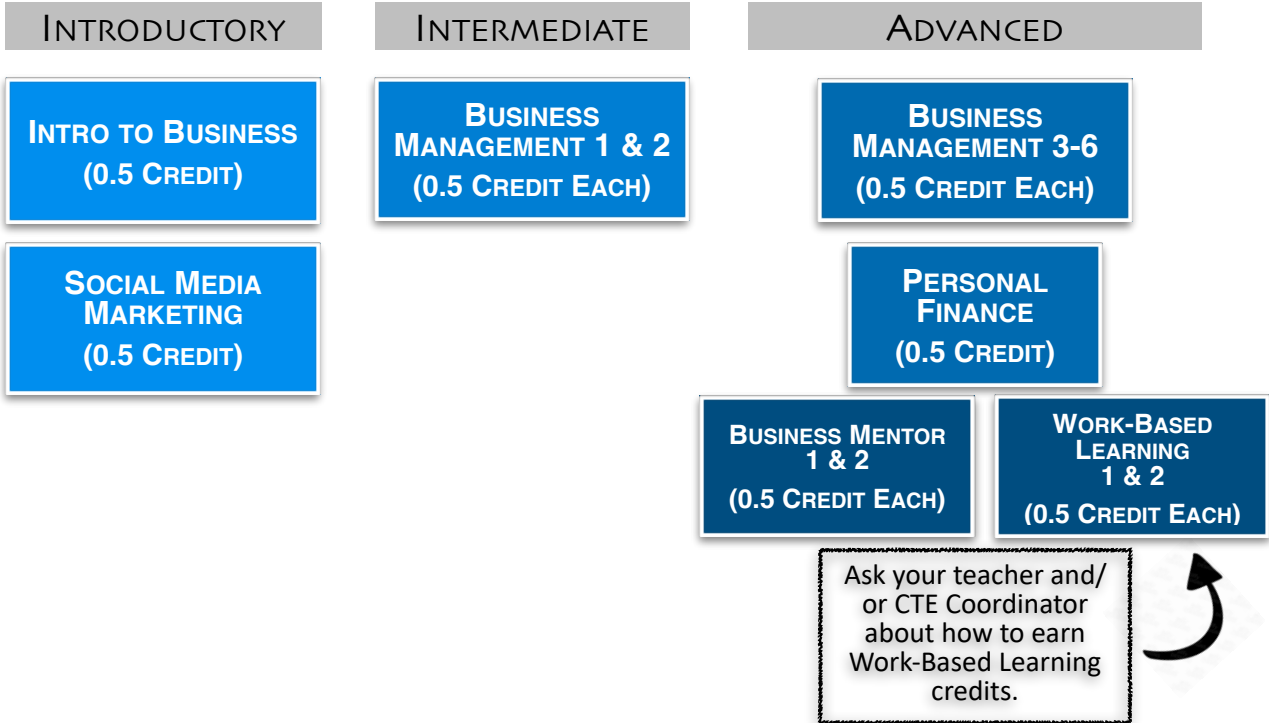 INTRODUCTORY
INTRO TO BUSINESS
(0.5 CREDIT)
SOCIAL MEDIA
MARKETING
(0.5 CREDIT)
INTERMEDIATE
BUSINESS
MANAGEMENT 1 & 2
(0.5 CREDIT EACH)
ADVANCED
BUSINESS
MANAGEMENT 3-6
(0.5 CREDIT EACH)
PERSONAL
FINANCE
(0.5 CREDIT)
BUSINESS MENTOR
1 & 2
(0.5 CREDIT EACH)
WORK-BASED
LEARNING
1 & 2
(0.5 CREDIT EACH)
Ask your teacher and/
or CTE Coordinator
about how to earn
Work-Based Learning
credits.